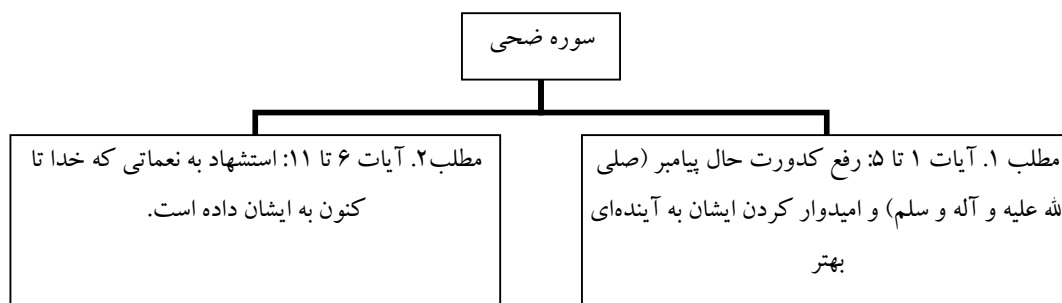 سوره ضحی
مطلب ۱. آیات ۱ تا ۵: رفع کدورت حال پیامبر (صلی
لله علیه و آله و سلم) و امیدوار کردن ایشان به آینده‌ای
بهتر
مطلب۲. آیات ۶ تا ۱۱: استشهاد به نعماتی که خدا تا
کنون به ایشان داده است.